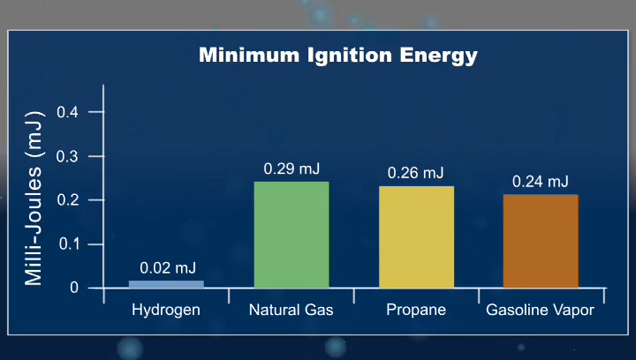 Minimum Ignition Energy
Milli-Joules (mJ)
0.4
0.3
0.2
0.1
0
0.02 mJ
0.29 mJ
0.26 mJ
0.24 mJ
Hydrogen
Natural Gas
Propane
Gasoline Vapor